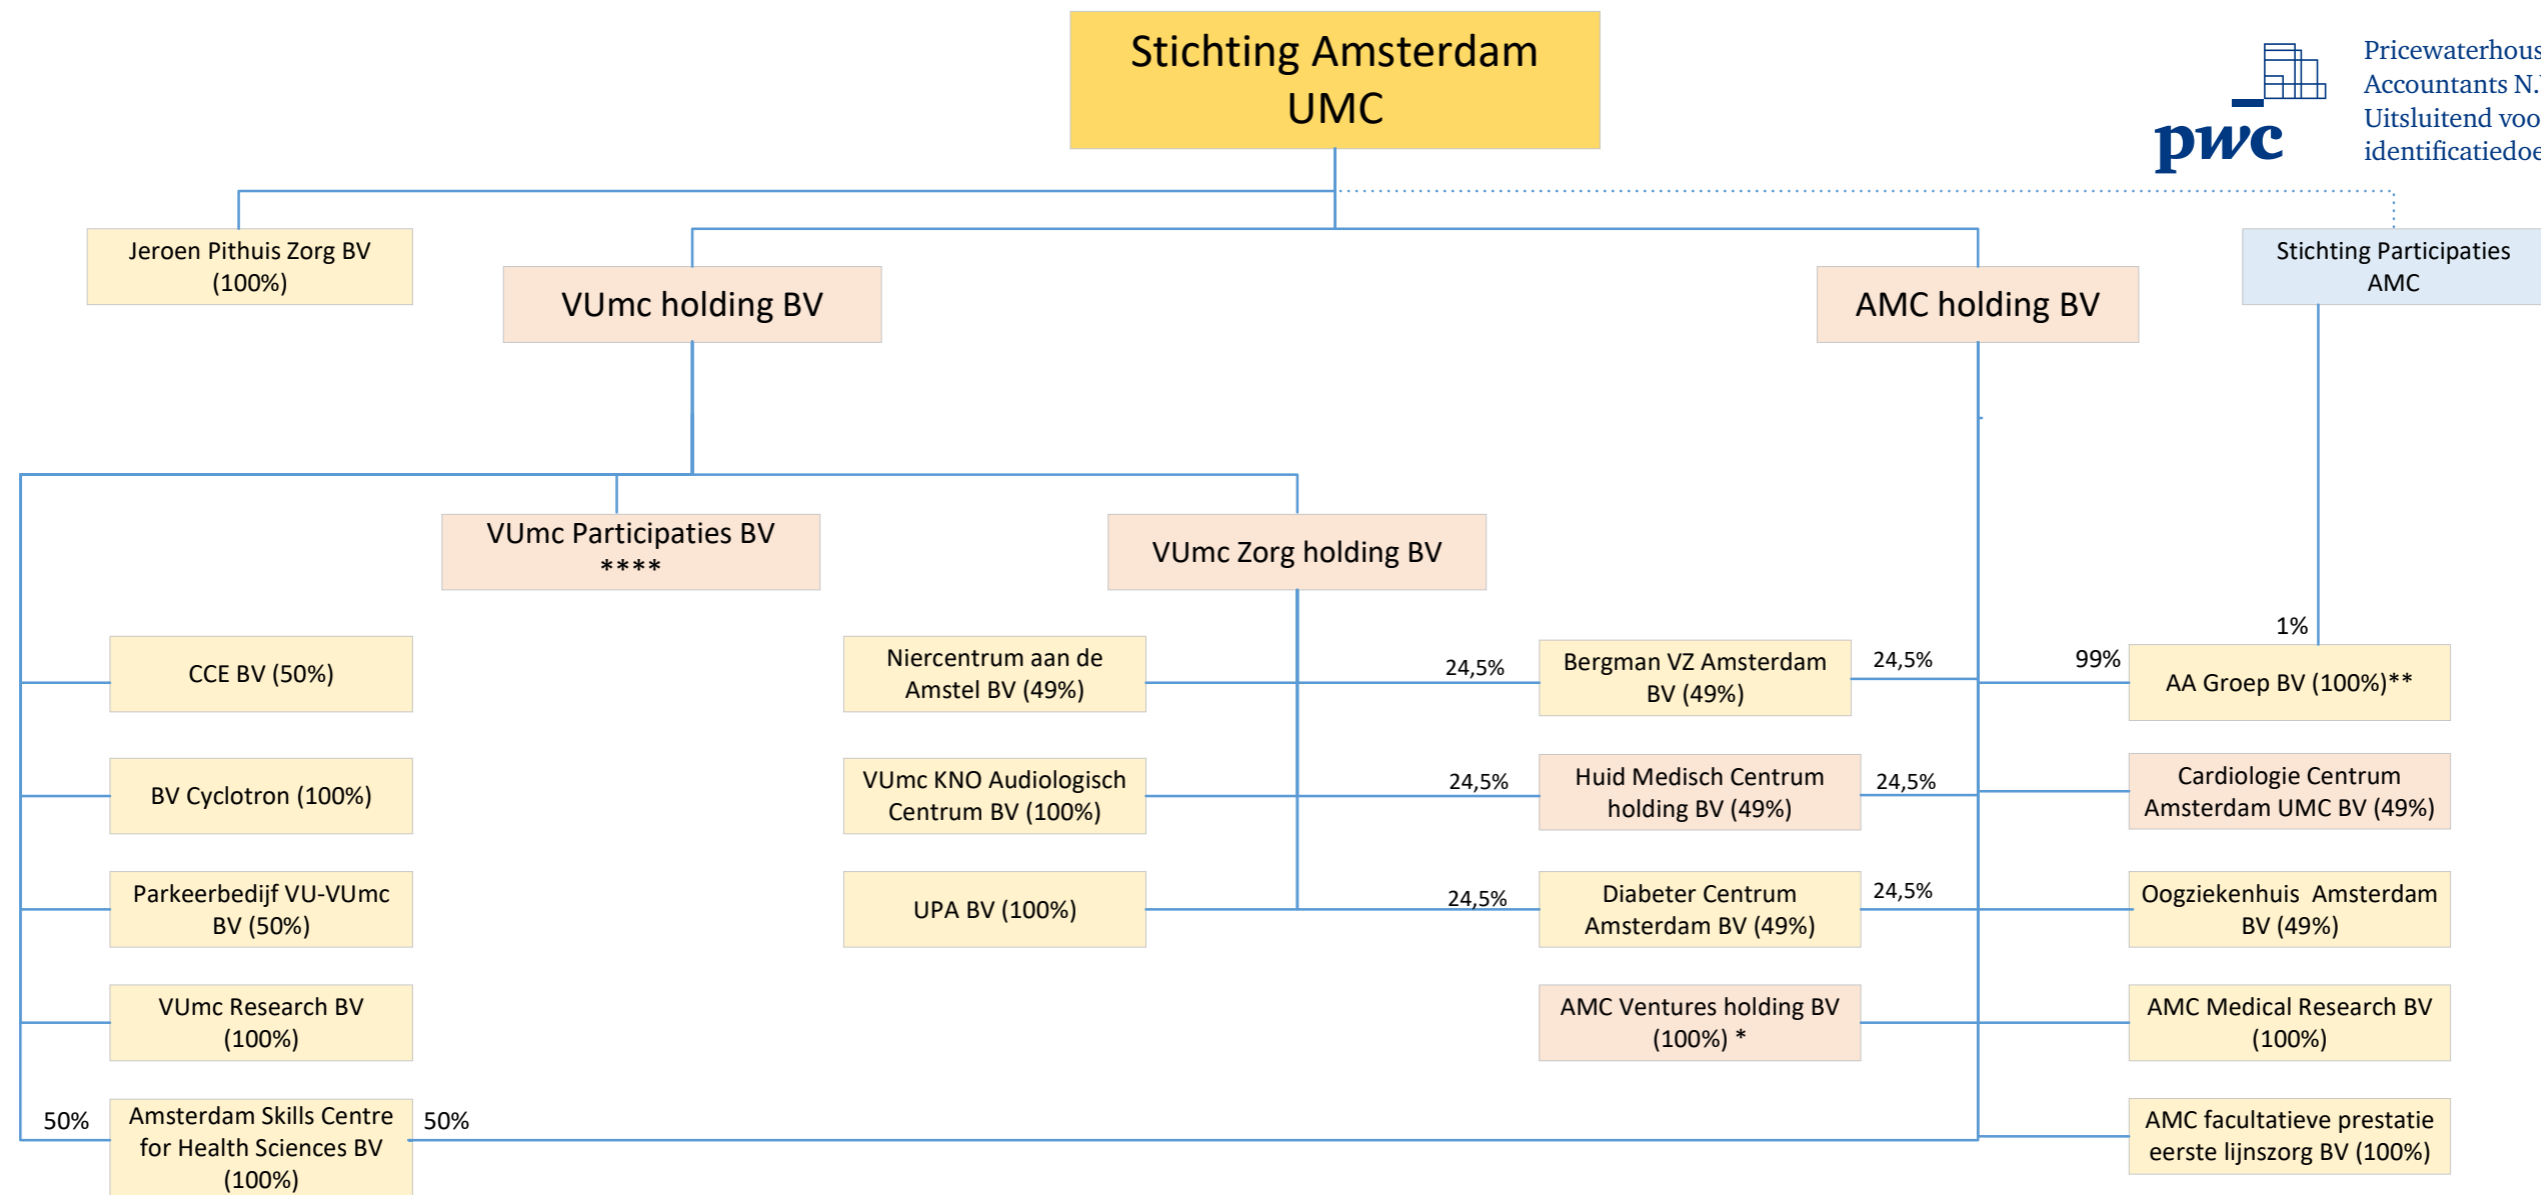 Stichting Amsterdam
UMC
pwc
Accountants
Uitsluitend
Jeroen Pithuis Zorg BV
(100%)
VUmc holding BV
AMC holding BV
Stichting Participaties
AMC
VUmc Participaties BV
****
VUmc Zorg holding BV
1%
CCE BV (50%)
Niercentrum aan de
Amstel BV (49%)
24,5%
Bergman VZ Amsterdam
BV (49%)
24,5%
99%
AA Groep BV (100%)**
BV Cyclotron (100%)
VUmc KNO Audiologisch
Centrum BV (100%)
24,5%
Huid Medisch Centrum
holding BV (49%)
24,5%
Cardiologie Centrum
Amsterdam UMC BV (49%)
Parkeerbedijf VU-VUmc
BV (50%)
UPA BV (100%)
24,5%
Diabeter Centrum
Amsterdam BV (49%)
24,5%
Oogziekenhuis Amsterdam
BV (49%)
VUmc Research BV
(100%)
AMC Ventures holding BV
(100%) *
AMC Medical Research BV
(100%)
50%
Amsterdam Skills Centre
for Health Sciences BV
(100%)
50%
AMC facultatieve prestatie
eerste lijnszorg BV (100%)